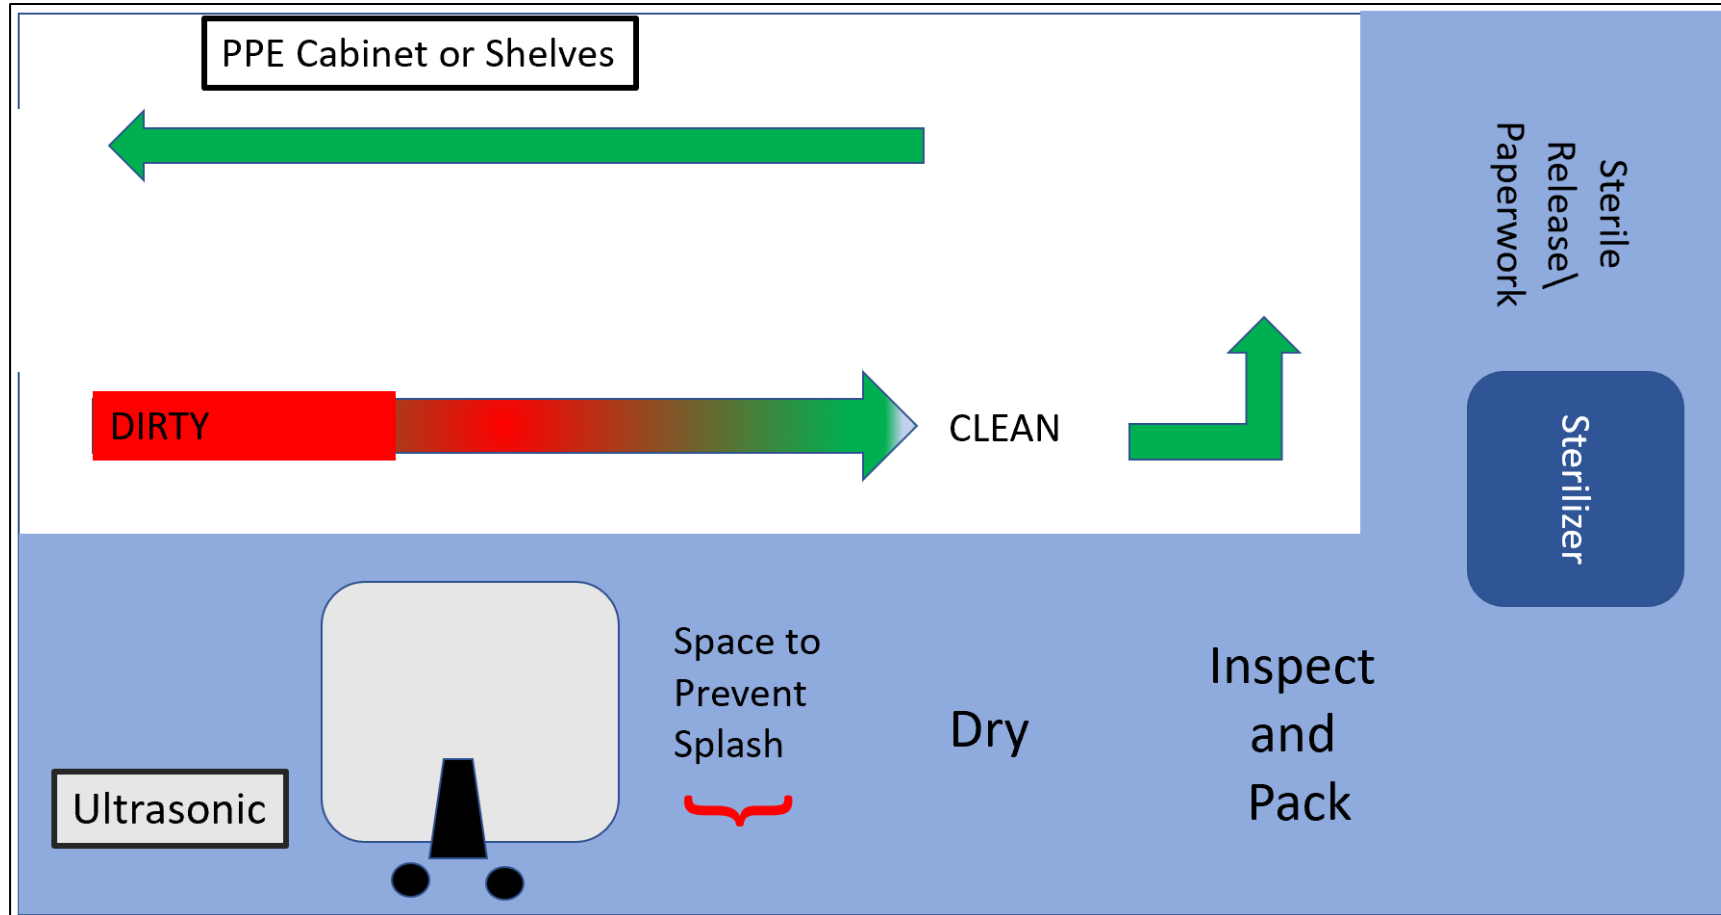 PPE Cabinet or Shelves
Sterile
Release\
Paperwork
DIRTY
CLEAN
Sterilizer
Space to
Prevent
Splash
Dry
Inspect
and
Pack
Ultrasonic